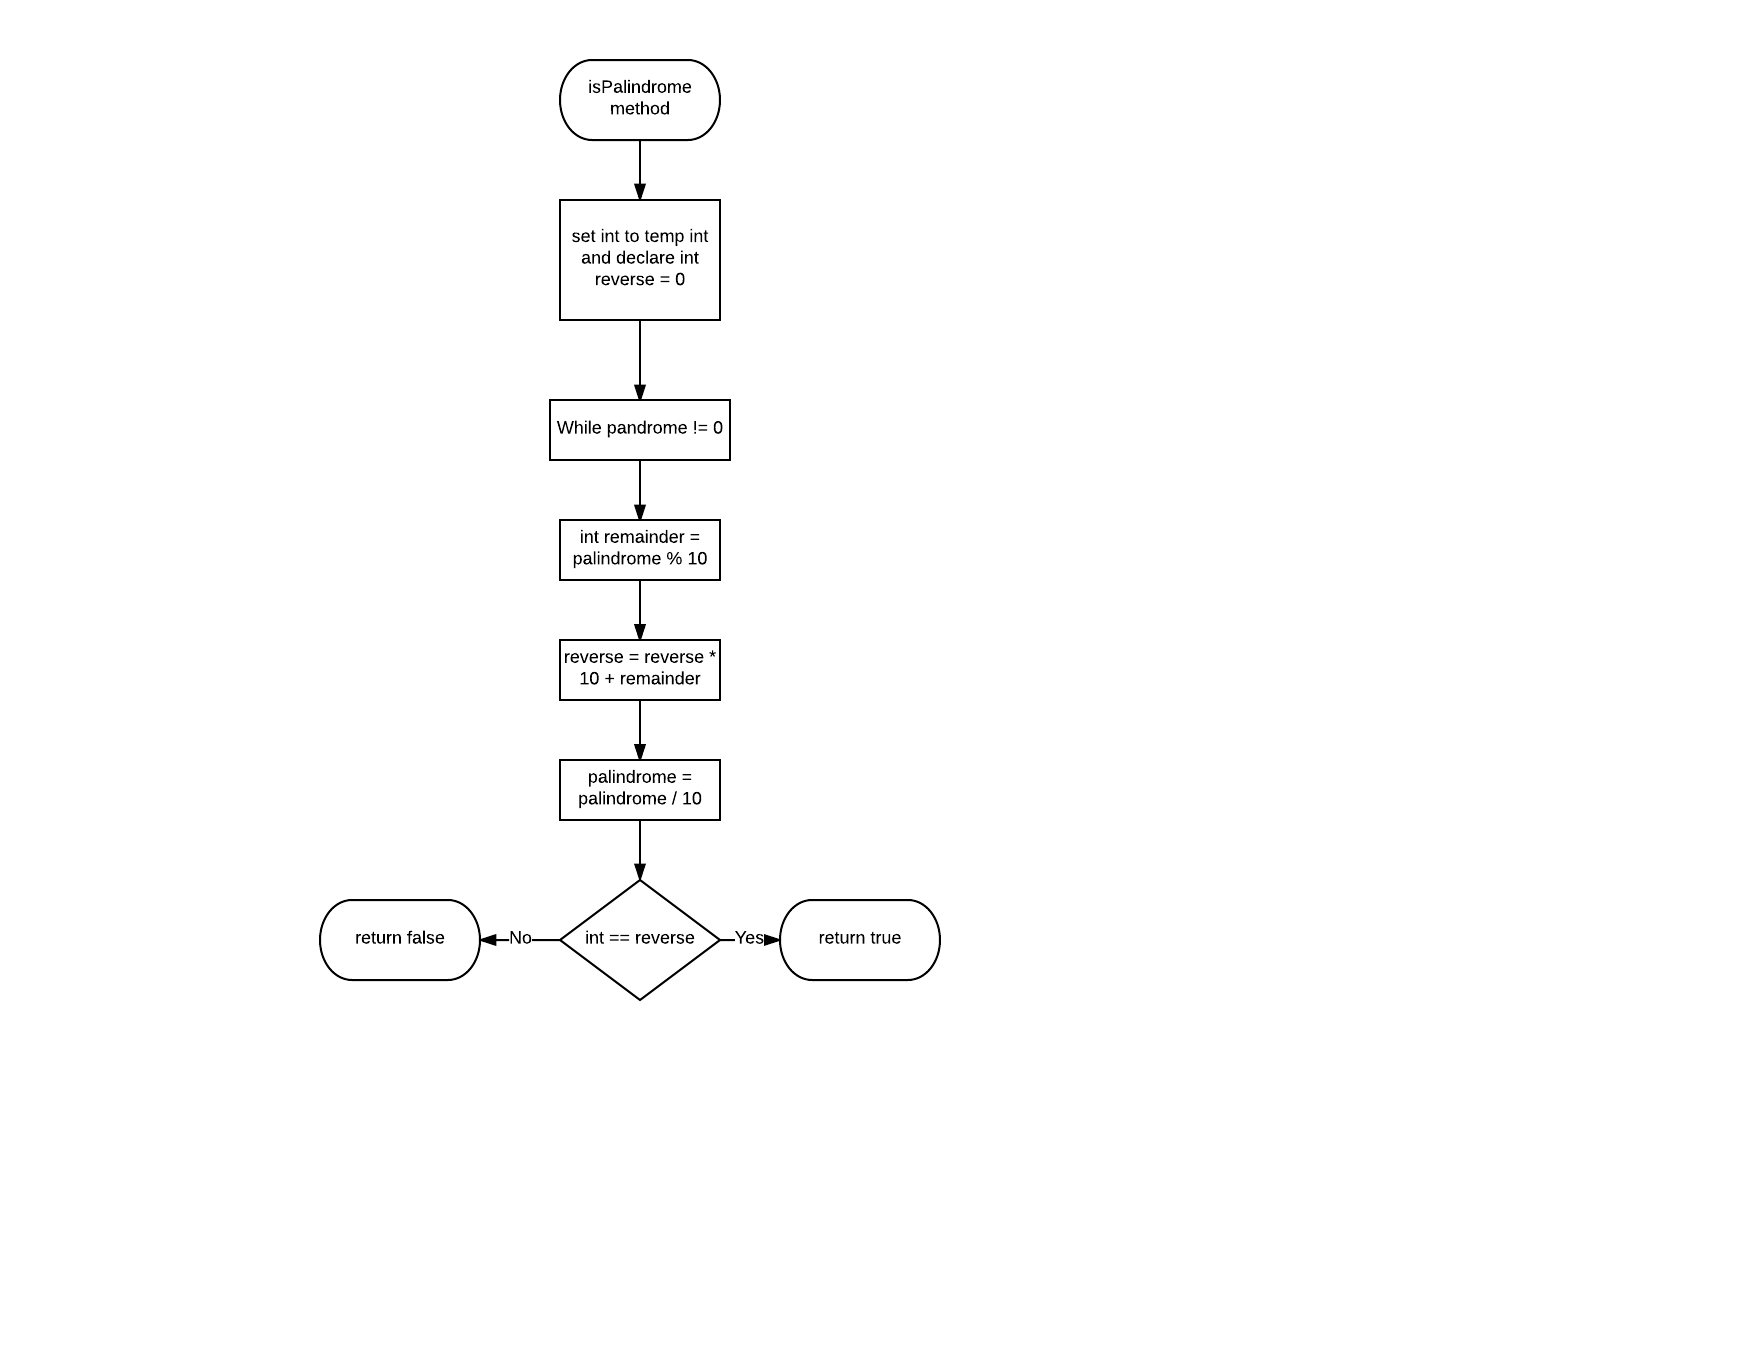 isPalindrome
method
set int to temp int
and declare int
reverse = 0
While pandrome != 0
int remainder =
palindrome % 10
reverse = reverse *
10 + remainder
palindrome =
palindrome / 10
return false
No
int == reverse
Yes
return true